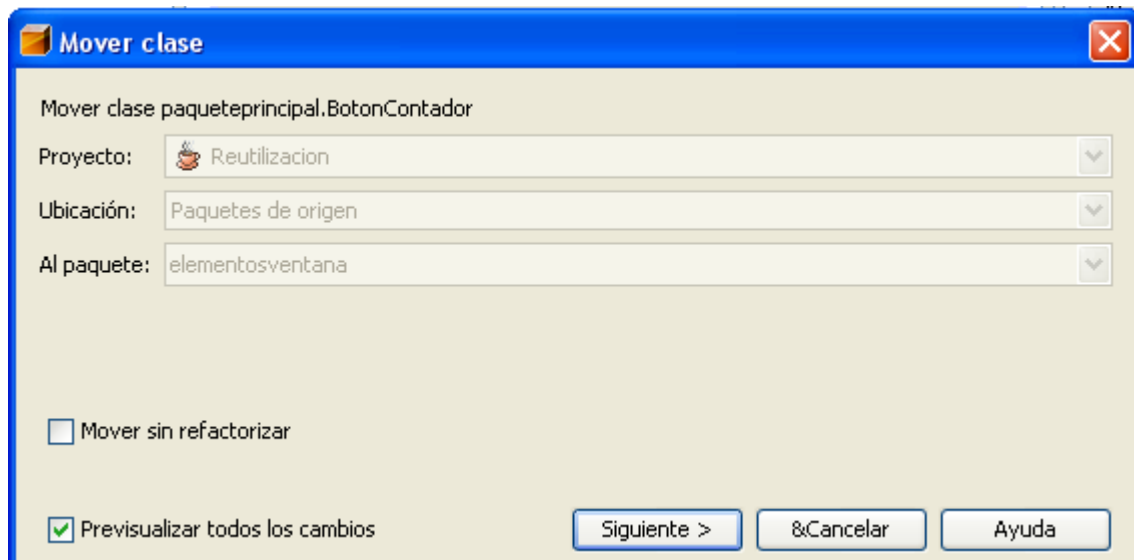 Mover clase
Mover clase paqueteprincipal.BotonContador
Proyecto: Reutilizacion
Ubicación: Paquetes de origen
Al paquete: elementosventana
Mover sin refactorizar
Previsualizar todos los cambios Siguiente > &Cancelar Ayuda